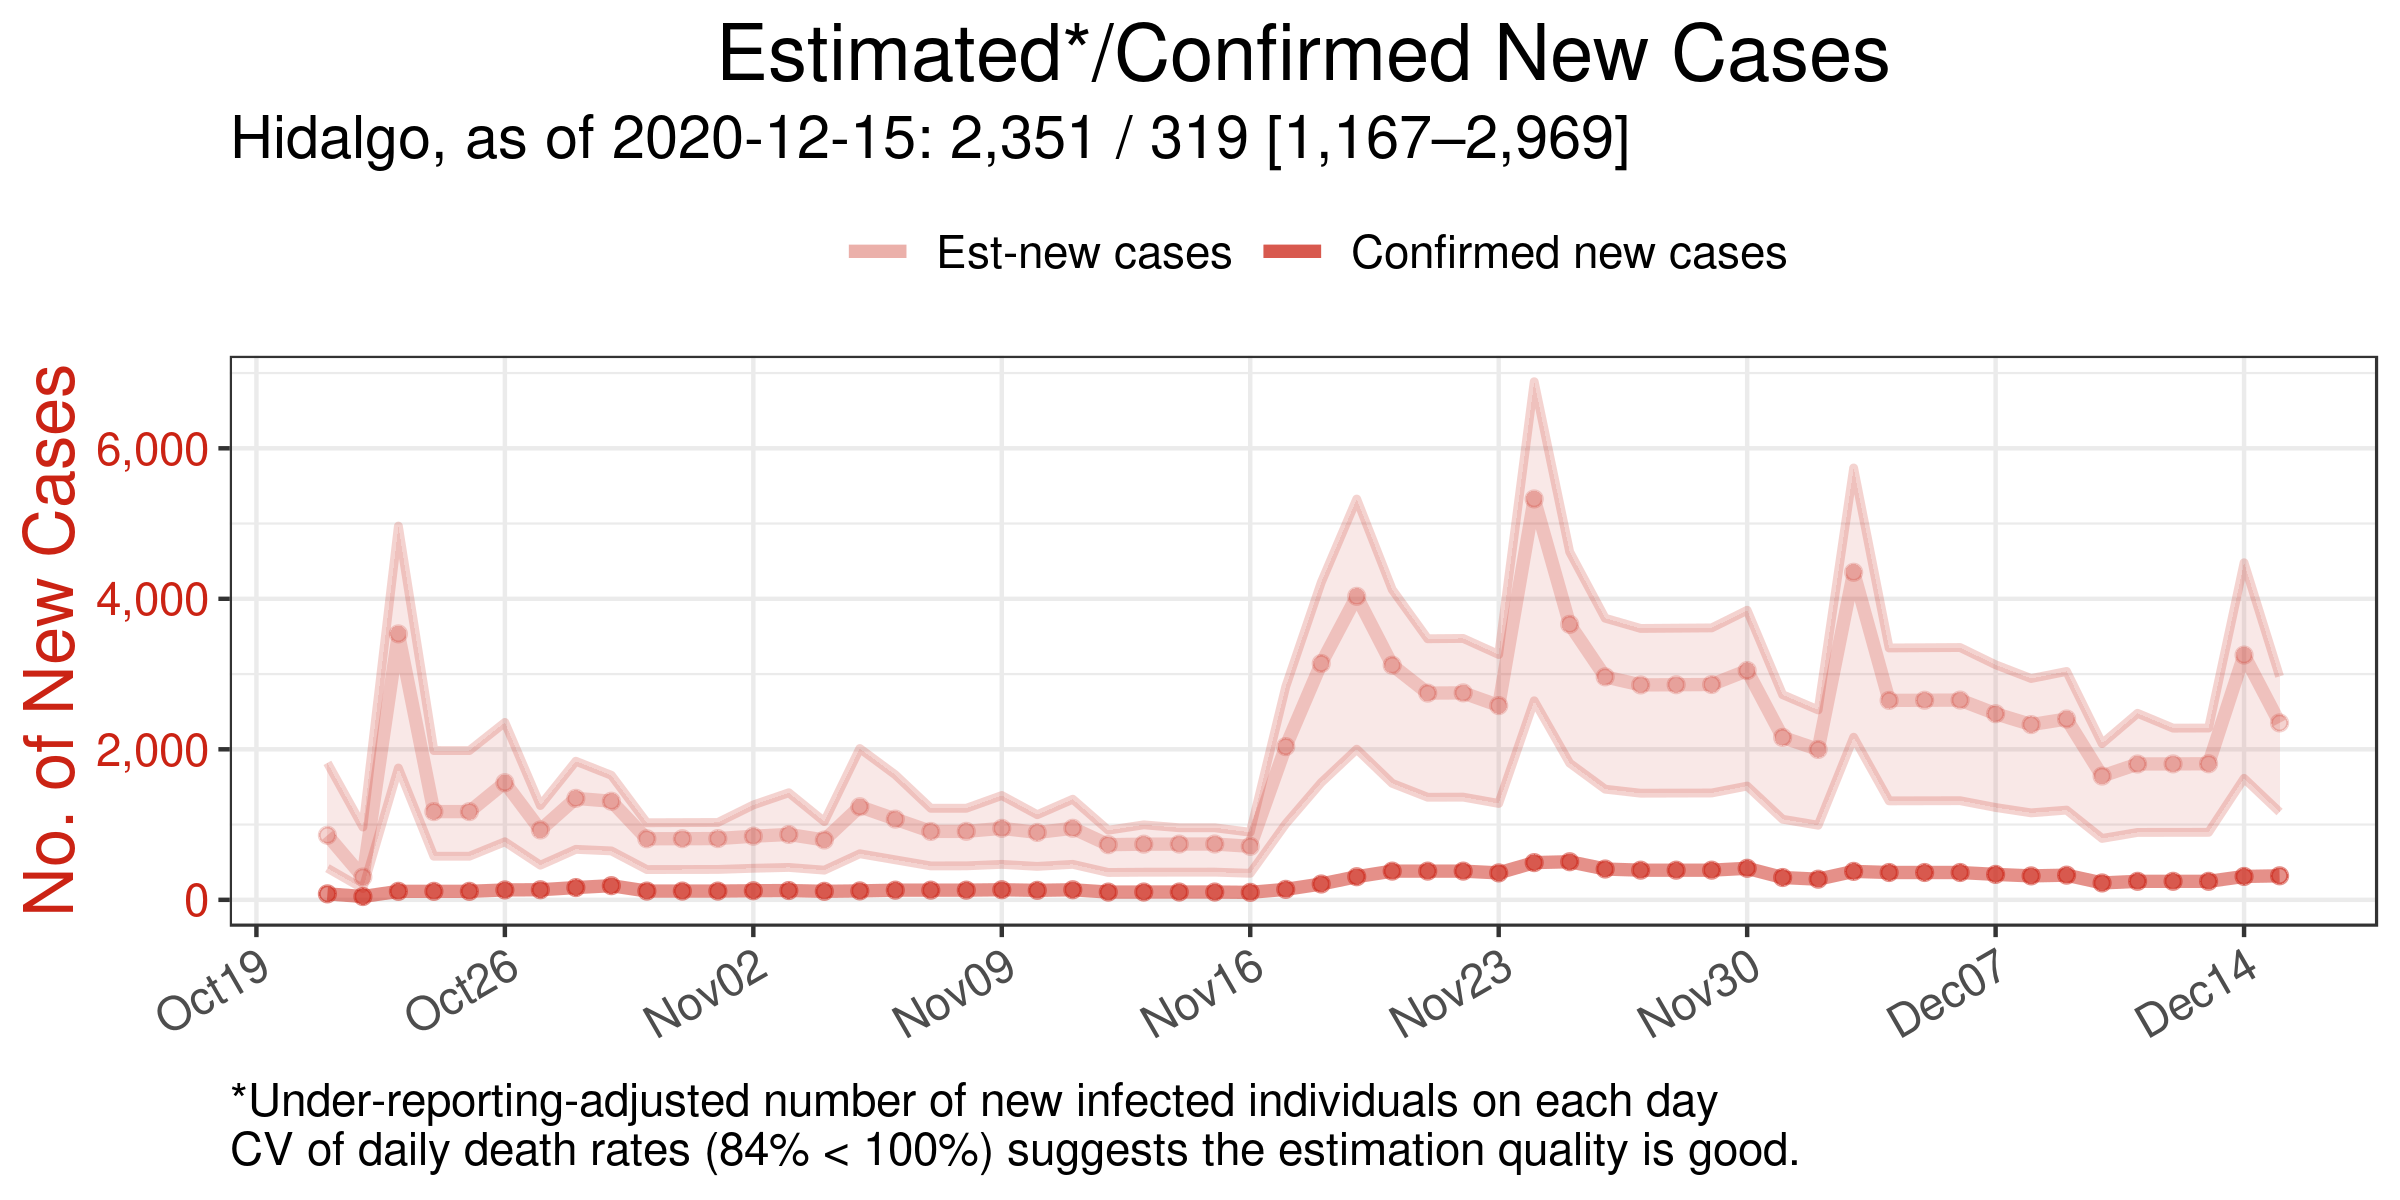 Estimated*/Confirmed New Cases
Hidalgo, as of 2020-12-15: 2,351 / 319 [1,167–2,969]
Est-new cases
Confirmed new cases
No. of New Cases
6,000
4,000
2,000
0
Oct19
Oct26
Nov02
Nov09
Nov16
Nov23
Nov30
Dec07
Dec14
*Under-reporting-adjusted number of new infected individuals on each day
CV of daily death rates (84% < 100%) suggests the estimation quality is good.